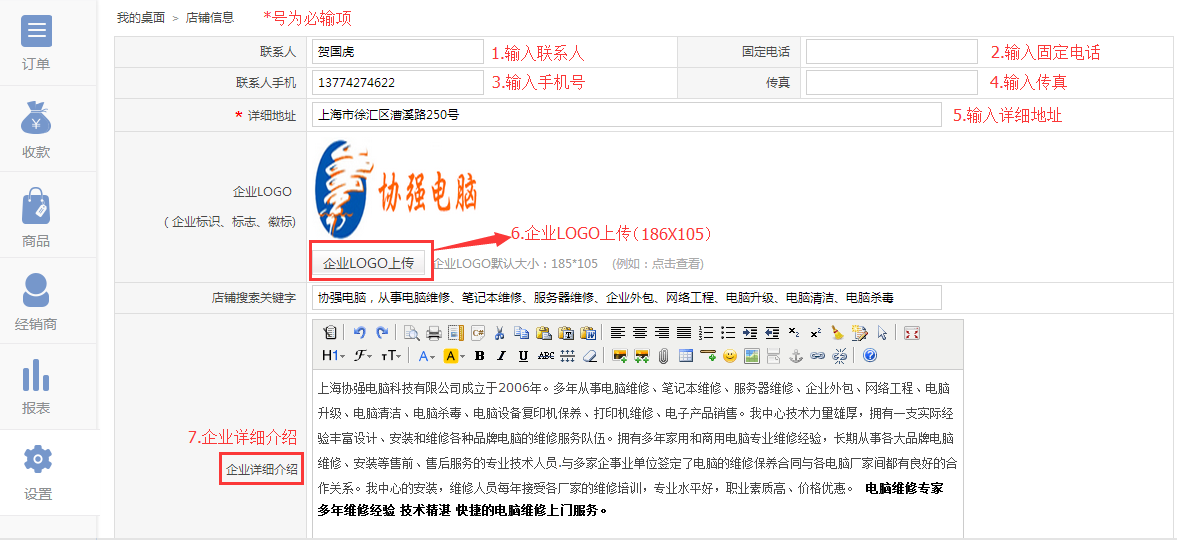 我的桌面 > 店铺信息 *号为必输项
订单
收款
商品
经销商
报表
设置
联系人 贺国虎 1.输入联系人 固定电话 2.输入固定电话
联系人手机 13774274622 3.输入手机号 传真 4.输入传真
* 详细地址 上海市徐汇区漕溪路250号 5.输入详细地址
企业LOGO
( 企业标识、标志、徽标)
协强电脑
6.企业LOGO上传(186X105)
企业LOGO上传 企业LOGO默认大小：185*105 (例如：点击查看)
店铺搜索关键字 协强电脑，从事电脑维修、笔记本维修、服务器维修、企业外包、网络工程、电脑升级、电脑清洁、电脑杀毒
H1 F TT A A B I U ABC
7.企业详细介绍
企业详细介绍
上海协强电脑科技有限公司成立于2006年。多年从事电脑维修、笔记本维修、服务器维修、企业外包、网络工程、电脑
升级、电脑清洁、电脑杀毒、电脑设备复印机保养、打印机维修、电子产品销售。我中心技术力量雄厚，拥有一支实际经
验丰富设计、安装和维修各种品牌电脑的维修服务队伍。拥有多年家用和商用电脑专业维修经验，长期从事各大品牌电脑
维修、安装等售前、售后服务的专业技术人员.与多家企事业单位签定了电脑的维修保养合同与各电脑厂家间都有良好的合
作关系。我中心的安装，维修人员每年接受各厂家的维修培训，专业水平好，职业素质高、价格优惠。 电脑维修专家
多年维修经验 技术精湛 快捷的电脑维修上门服务。